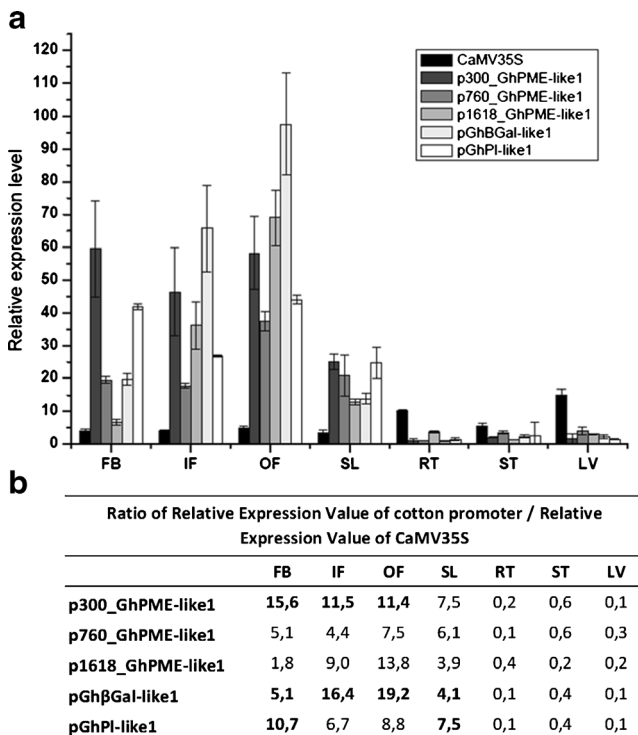 a
Relative expression level
120
110
100
90
80
70
60
50
40
30
20
10
0
CaMV35S
p300_GhPME-like1
p760_GhPME-like1
p1618_GhPME-like1
pGhBGal-like1
pGhPl-like1
FB IF OF SL RT ST LV
b
Ratio of Relative Expression Value of cotton promoter / Relative
Expression Value of CaMV35S
FB IF OF SL RT ST LV
p300_GhPME-like1 15,6 11,5 11,4 7,5 0,2 0,6 0,1
p760_GhPME-like1 5,1 4,4 7,5 6,1 0,1 0,6 0,3
p1618_GhPME-like1 1,8 9,0 13,8 3,9 0,4 0,2 0,2
pGhβGal-like1 5,1 16,4 19,2 4,1 0,1 0,4 0,1
pGhPl-like1 10,7 6,7 8,8 7,5 0,1 0,4 0,1